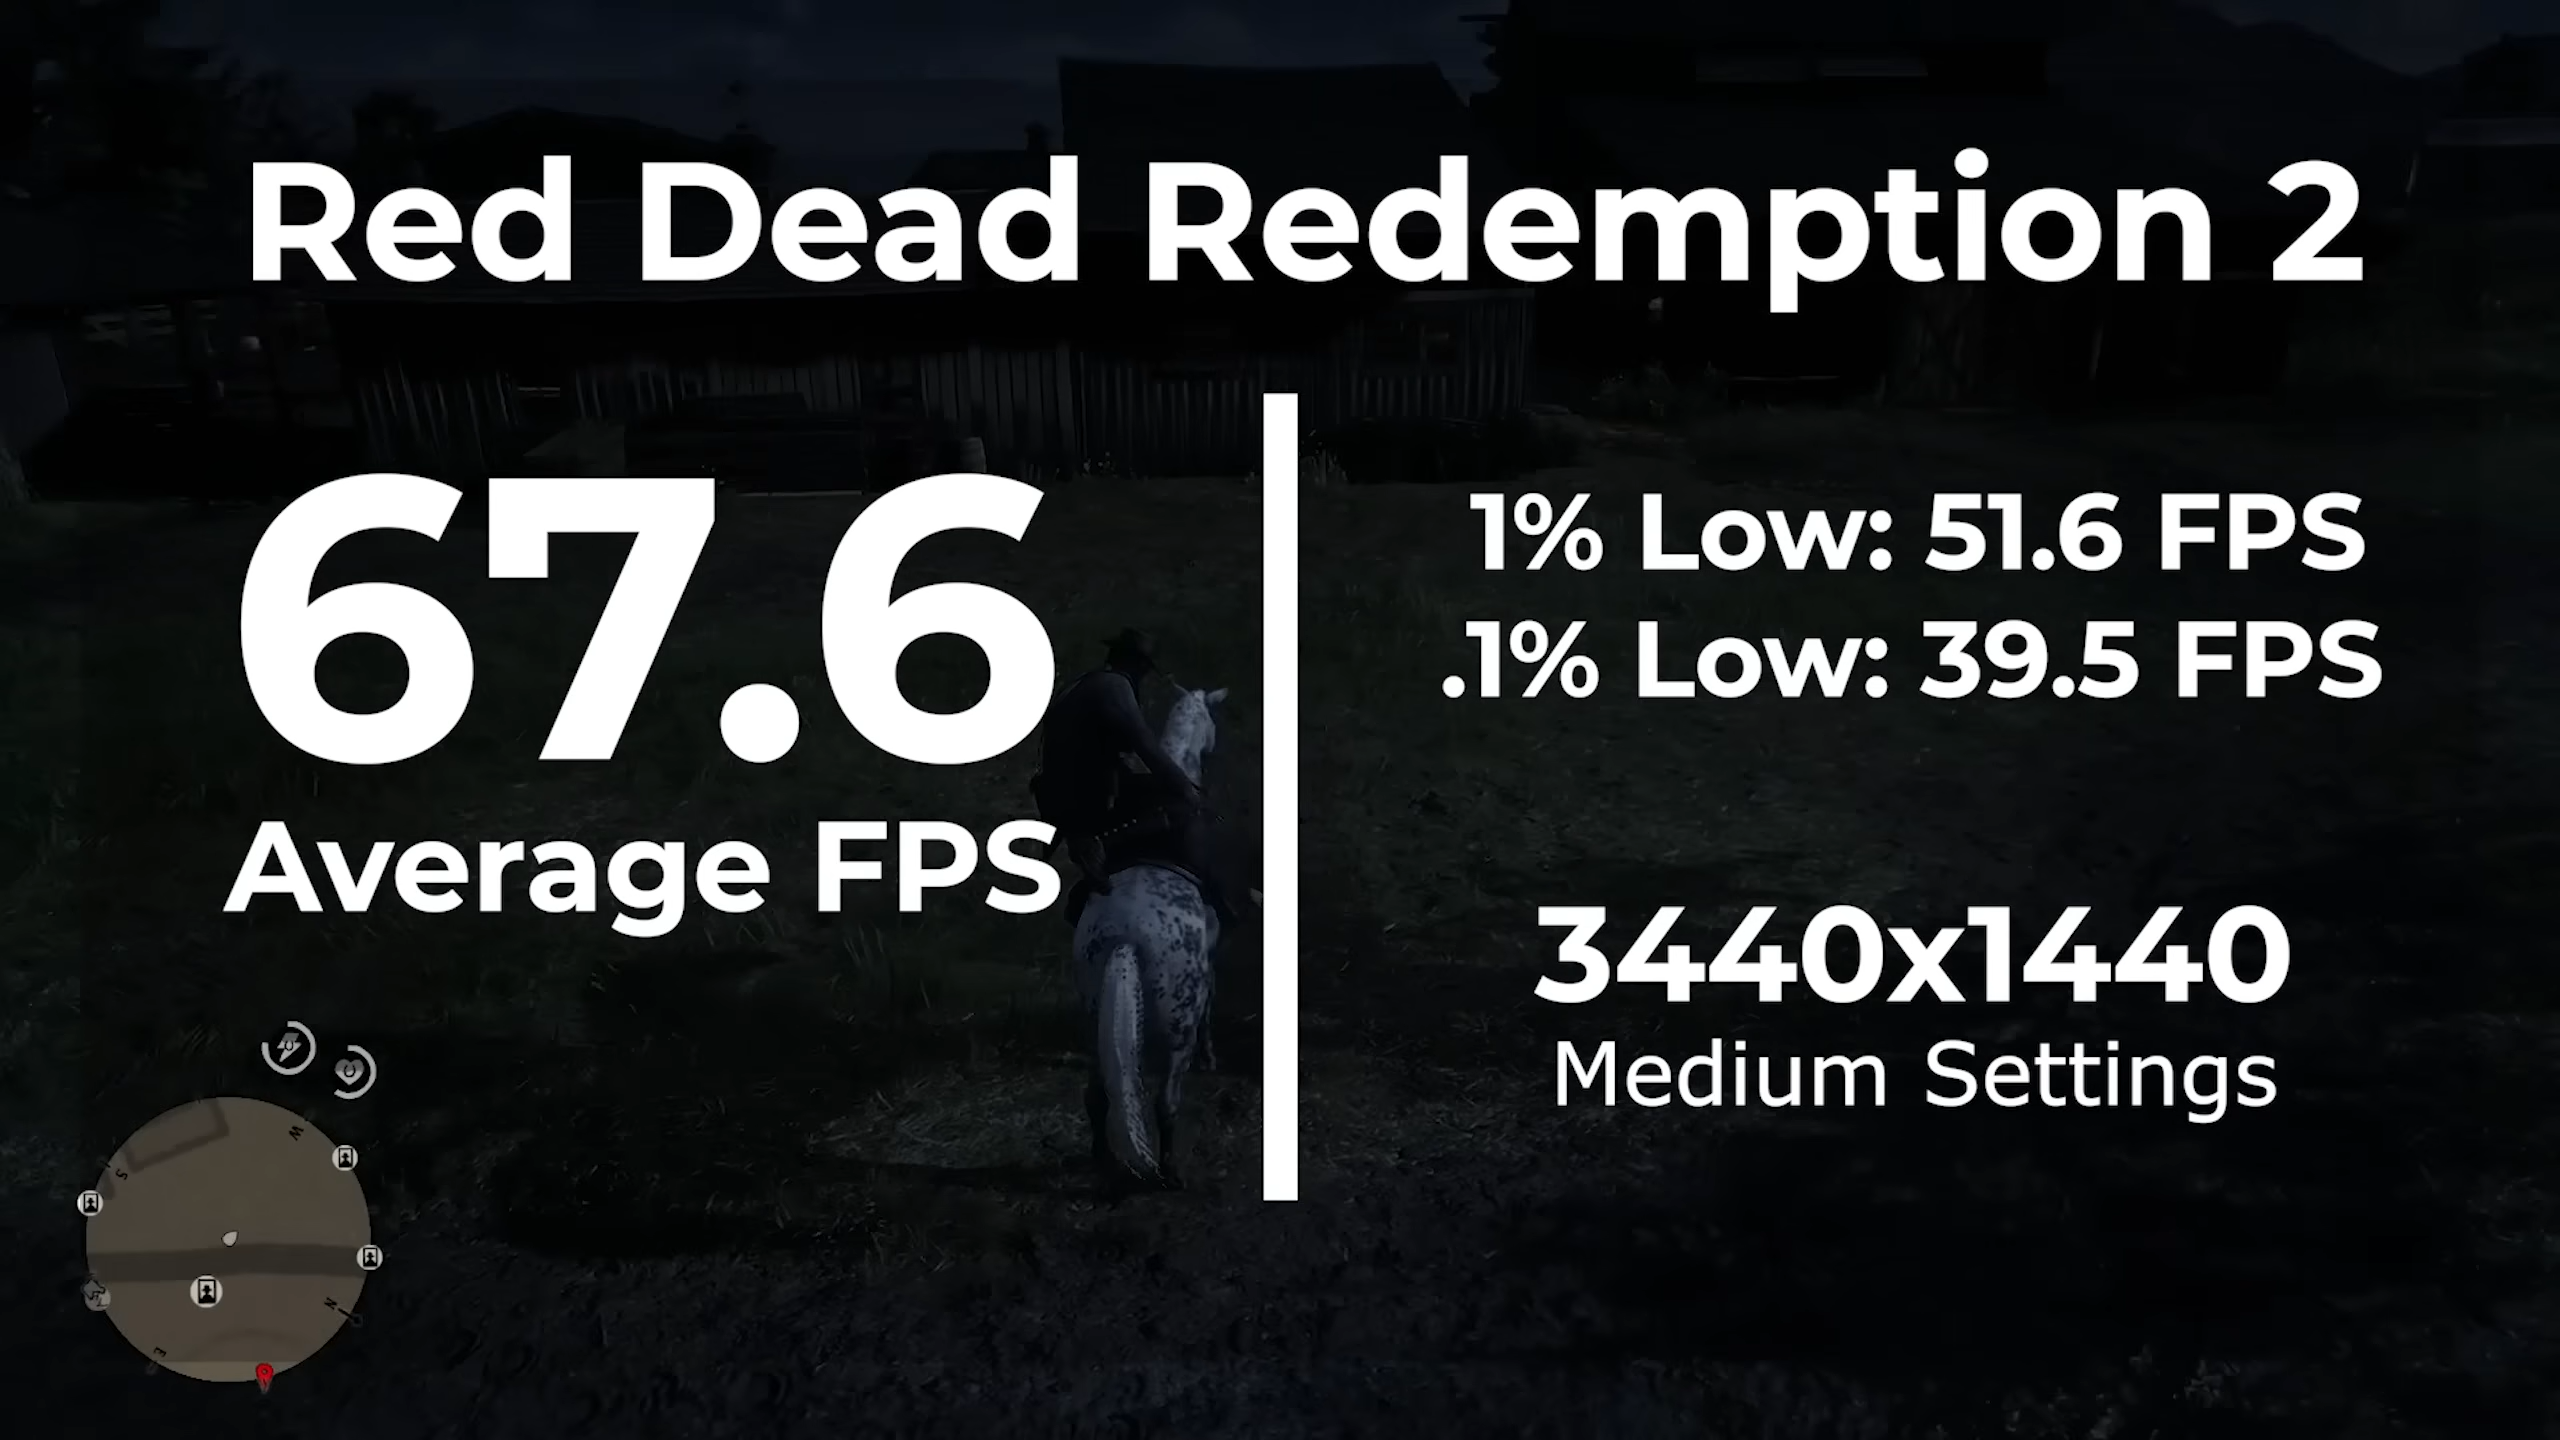 Red Dead Redemption 2
67.6
Average FPS
1% Low: 51.6 FPS
.1% Low: 39.5 FPS
3440x1440
Medium Settings
W
S
N
E